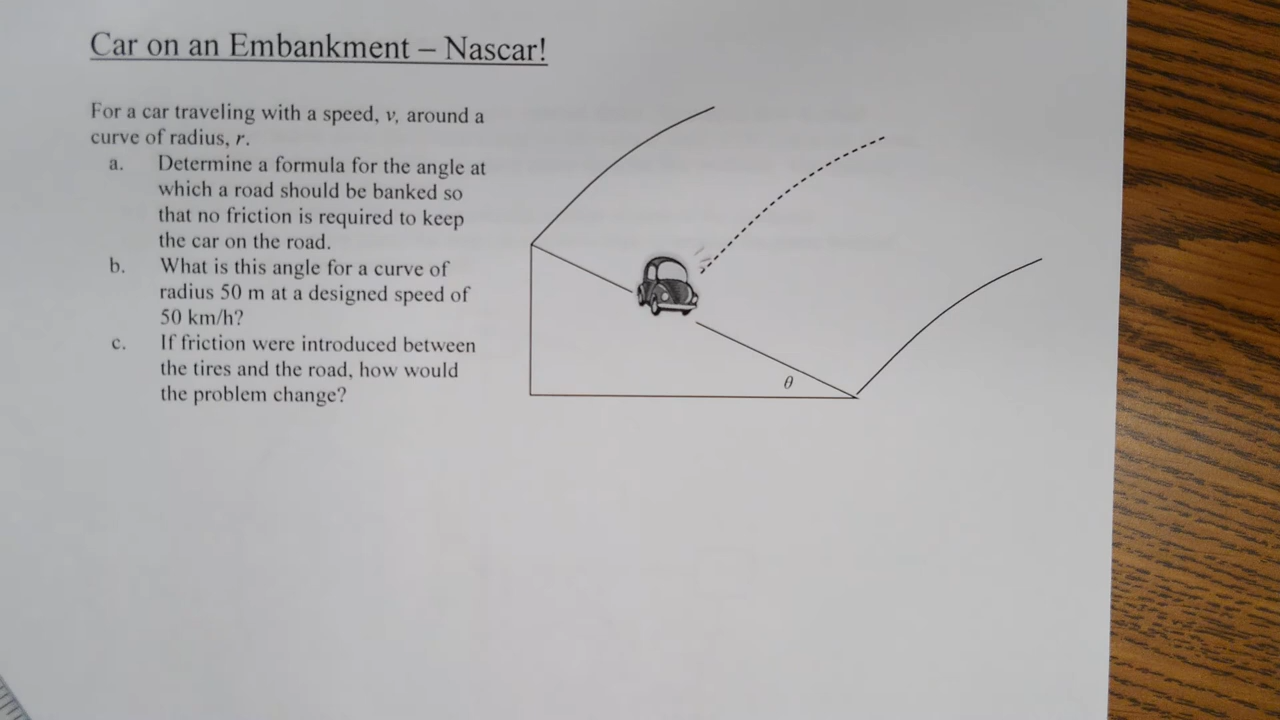 Car on an Embankment – Nascar!
For a car traveling with a speed, v, around a
curve of radius, r.
a. Determine a formula for the angle at
which a road should be banked so
that no friction is required to keep
the car on the road.
b. What is this angle for a curve of
radius 50 m at a designed speed of
50 km/h?
c. If friction were introduced between
the tires and the road, how would
the problem change?
θ